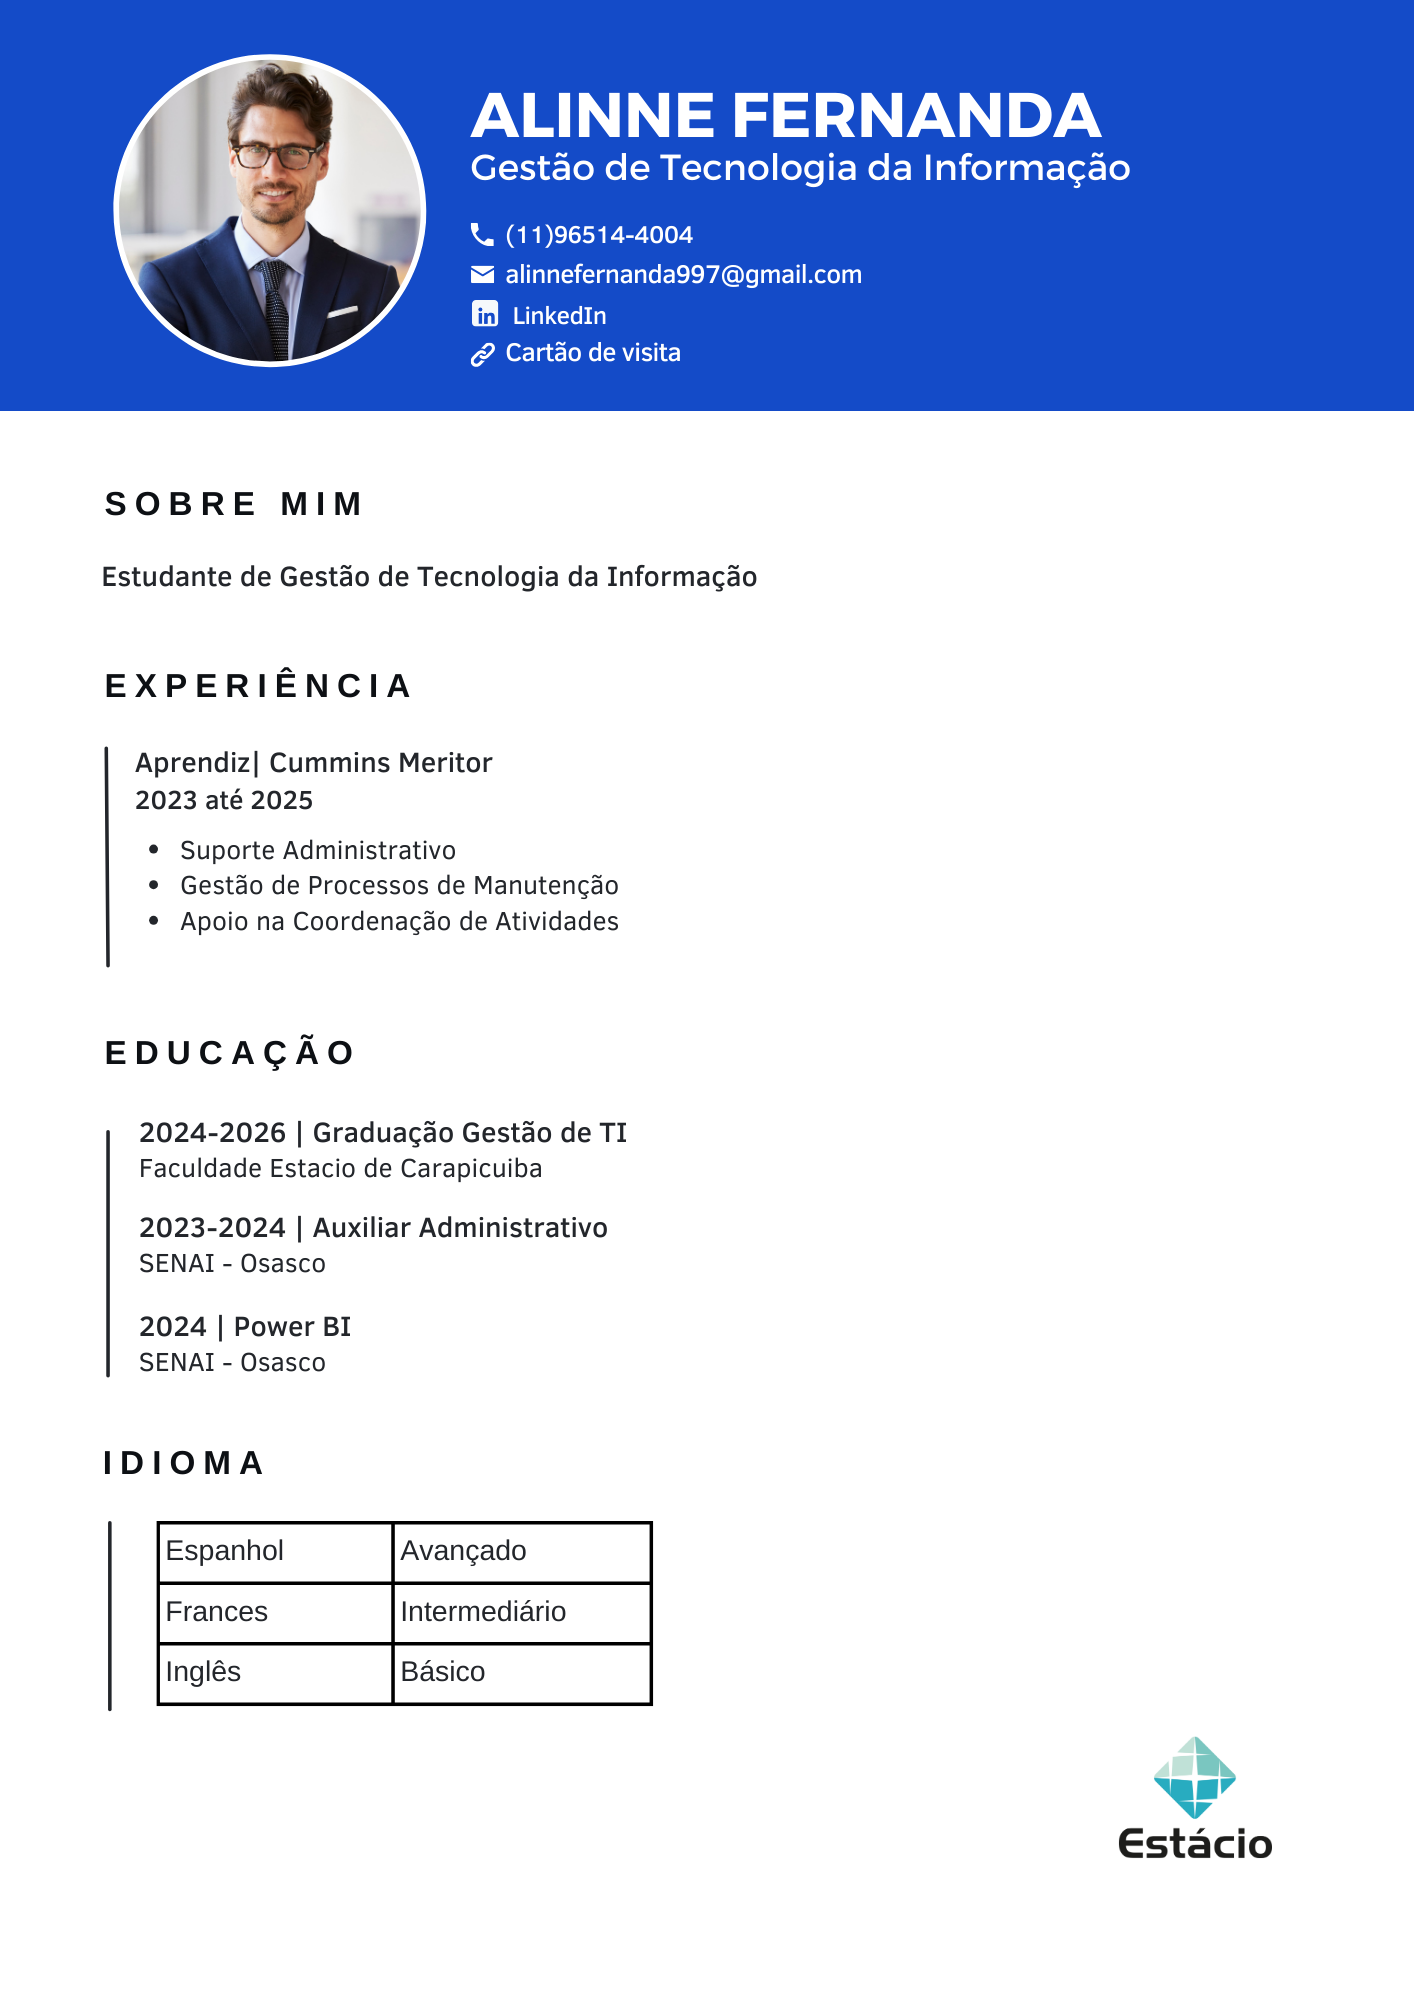 ALINNE FERNANDA
Gestão de Tecnologia da Informação
(11)96514-4004
alinnefernanda997@gmail.com
LinkedIn
Cartão de visita
SOBRE MIM
Estudante de Gestão de Tecnologia da Informação
EXPERIÊNCIA
Aprendiz| Cummins Meritor
2023 até 2025
• Suporte Administrativo
• Gestão de Processos de Manutenção
• Apoio na Coordenação de Atividades
EDUCAÇÃO
2024-2026 | Graduação Gestão de TI
Faculdade Estacio de Carapicuiba
2023-2024 | Auxiliar Administrativo
SENAI - Osasco
2024 | Power BI
SENAI - Osasco
IDIOMA
Espanhol Avançado
Frances Intermediário
Inglês Básico
Estácio